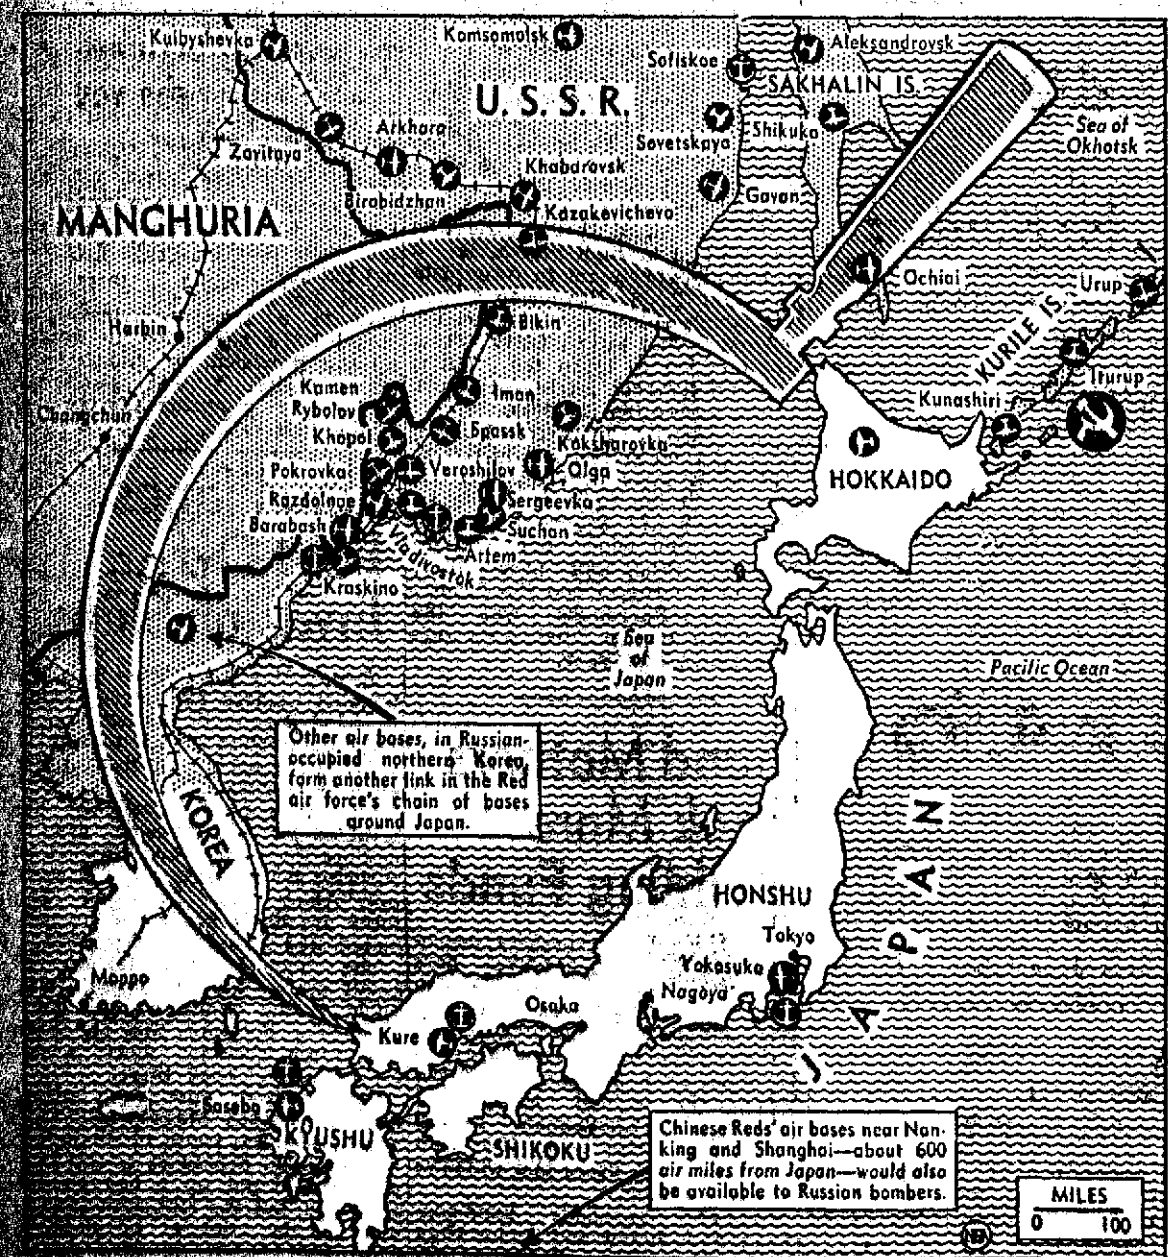 Kuibyshevka
Komsomolsk
Aleksandrovsk
Sofiskoe
SAKHALIN IS.
U. S. S. R.
Sea of
Okhotsk
Arkhara
Shikuka
Zavitaya
Sovetskaya
Khabarovsk
Birobidzhan
Gavan
Kazakevicheva
MANCHURIA
Ochiai
Urup
KURILE IS.
Harbin
Bikin
Iturup
Kamen
Rybolov
Iman
Kunashiri
Changchun
Khopol
Spassk
Koksharovka
Pokrovka
Voroshilov
Olga
HOKKAIDO
Razdolnoe
Sergeevka
Barabash
Suchan
Vladivostok
Artem
Kraskino
Sea
of
Japan
Pacific Ocean
Other air bases, in Russian-
occupied northern Korea,
form another link in the Red
air force's chain of bases
around Japan.
KOREA
JAPAN
HONSHU
Tokyo
Yokosuka
Nagoya
Moppo
Osaka
Kure
Sasebo
KYUSHU
SHIKOKU
Chinese Reds' air bases near Nan-
king and Shanghai—about 600
air miles from Japan—would also
be available to Russian bombers.
MILES
0 100